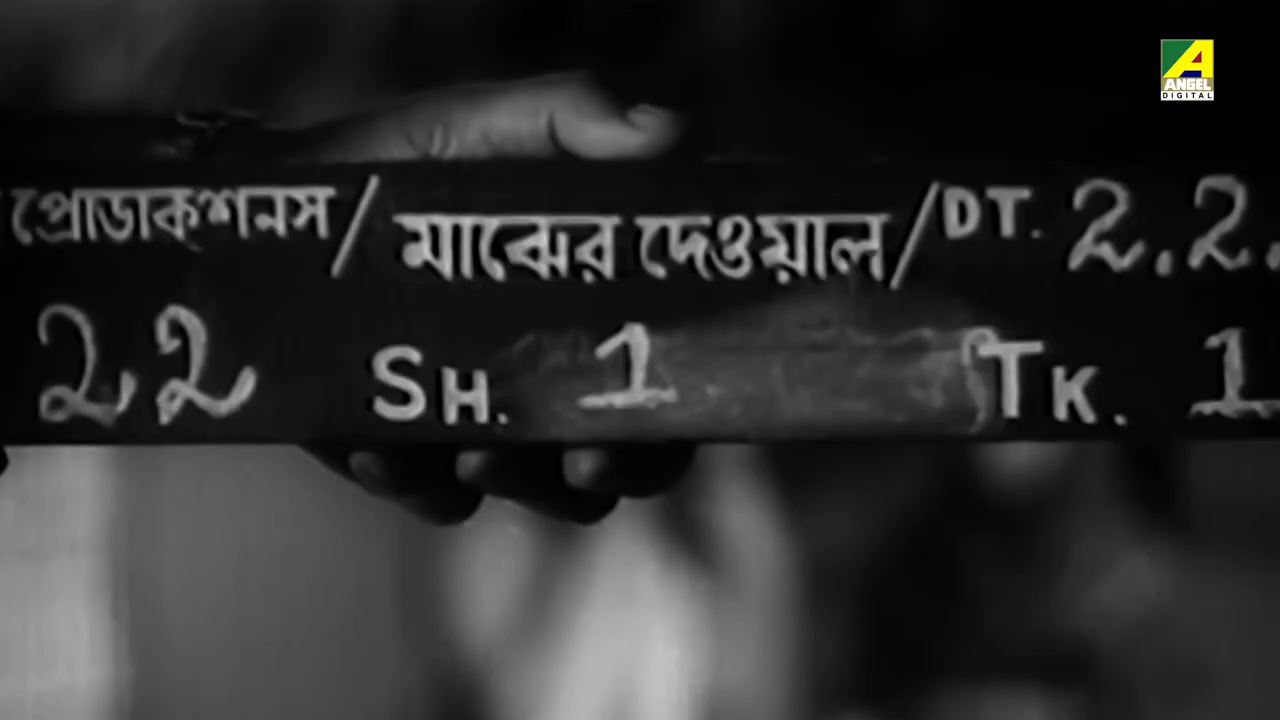 A
ANGEL
DIGITAL
প্রোডাকশনস / মাঝের দেওয়াল / DT. 2.2.
22 SH. 1 TK. 1